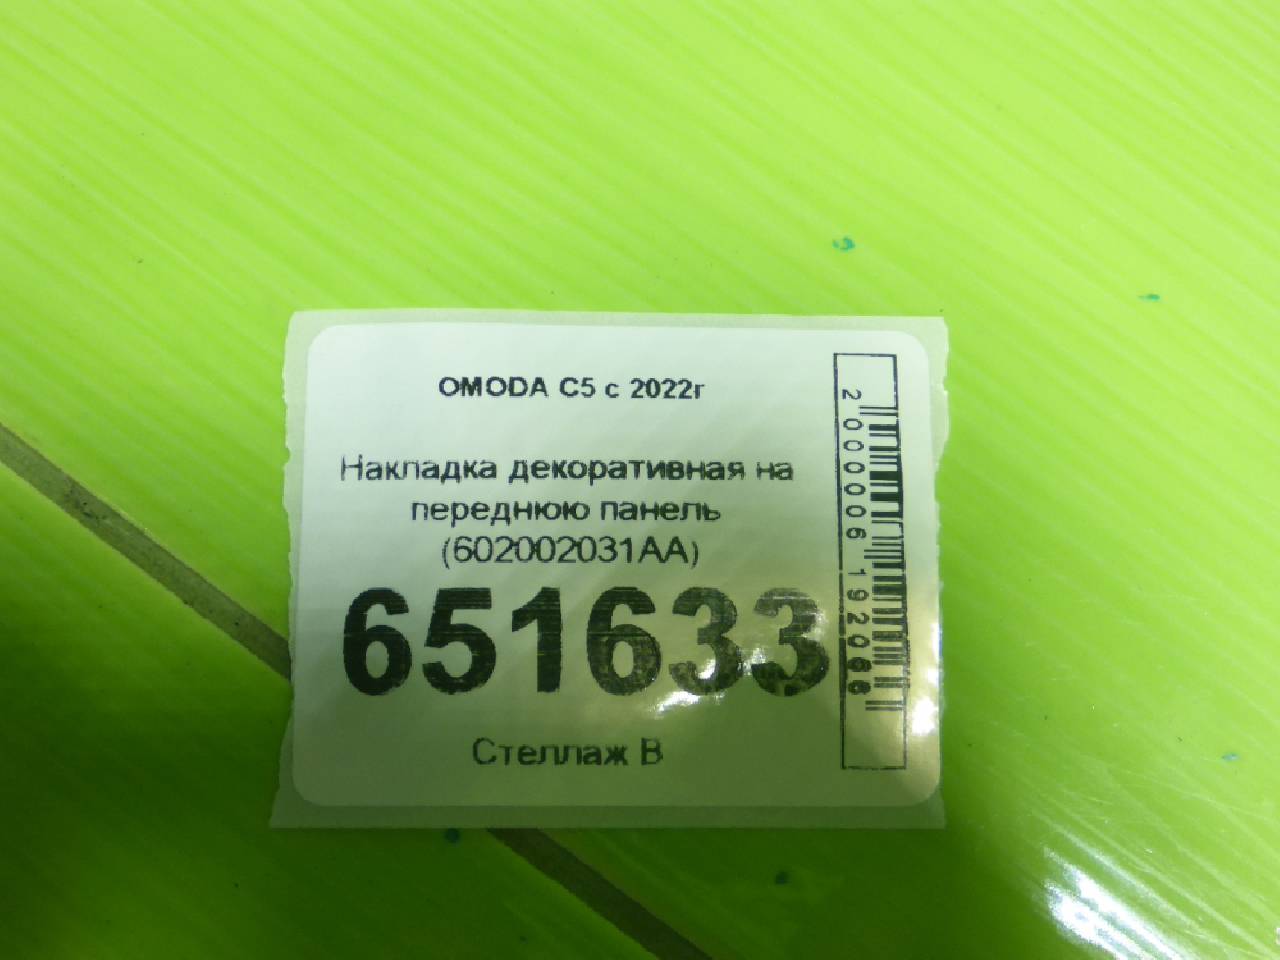 OMODA C5 с 2022г
Накладка декоративная на
переднюю панель
(602002031AA)
651633
Стеллаж В
2000006192066